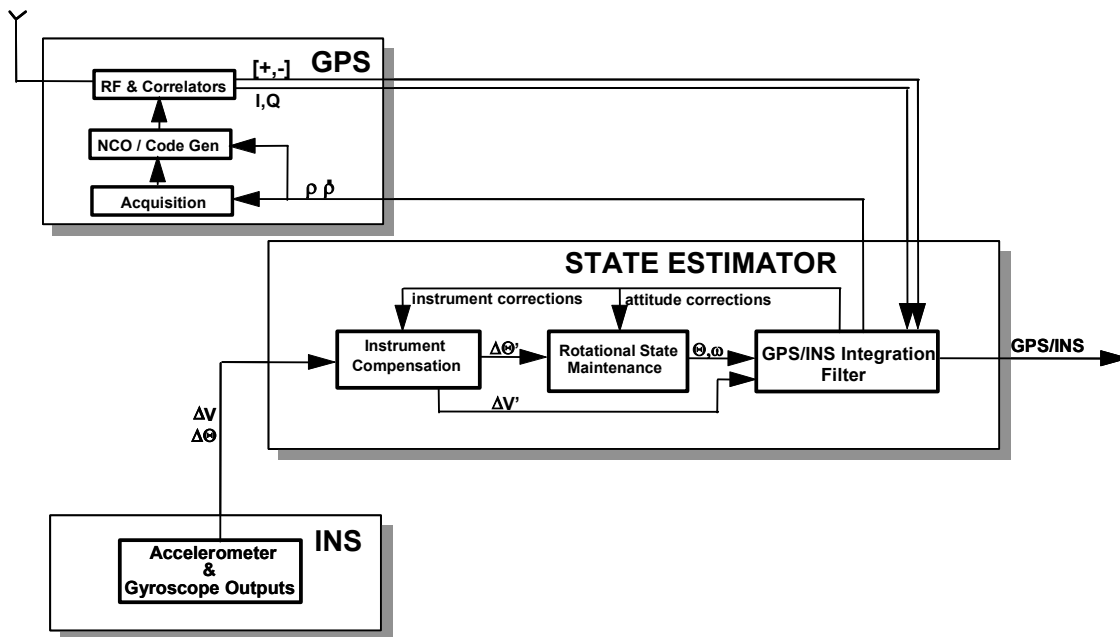 GPS
[+,-]
RF & Correlators
I,Q
NCO / Code Gen
ρ ρ̇
Acquisition
STATE ESTIMATOR
instrument corrections
attitude corrections
Instrument
Compensation
ΔΘ'
Rotational State
Maintenance
Θ,ω
GPS/INS Integration
Filter
GPS/INS
ΔV'
ΔV
ΔΘ
INS
Accelerometer
&
Gyroscope Outputs